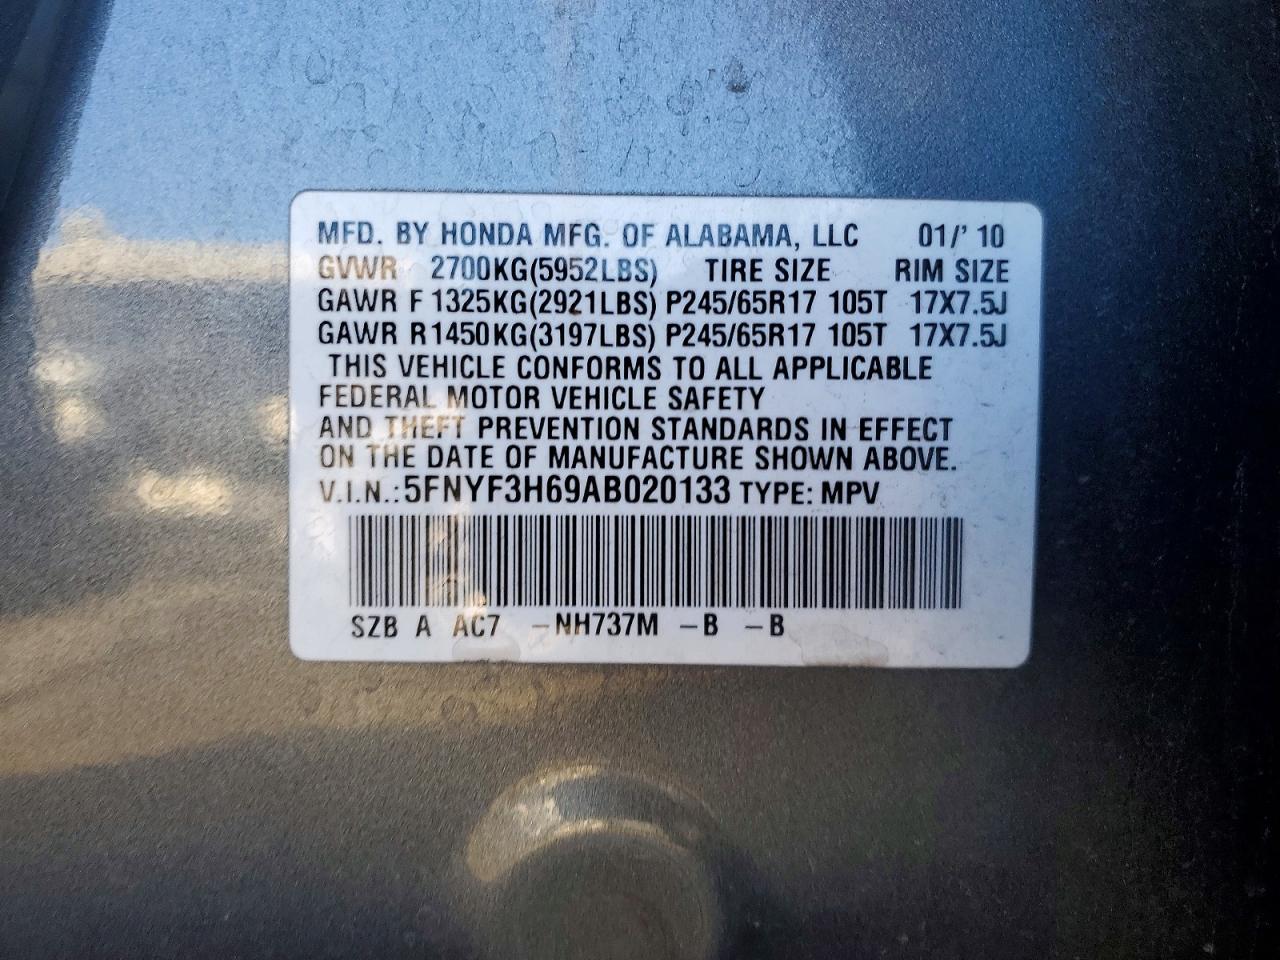 MFD. BY HONDA MFG. OF ALABAMA, LLC 01/' 10
GVWR 2700KG(5952LBS) TIRE SIZE RIM SIZE
GAWR F 1325KG(2921LBS) P245/65R17 105T 17X7.5J
GAWR R1450KG(3197LBS) P245/65R17 105T 17X7.5J
THIS VEHICLE CONFORMS TO ALL APPLICABLE
FEDERAL MOTOR VEHICLE SAFETY
AND THEFT PREVENTION STANDARDS IN EFFECT
ON THE DATE OF MANUFACTURE SHOWN ABOVE.
V.I.N.: 5FNYF3H69AB020133 TYPE: MPV
SZB A AC7 -NH737M -B -B